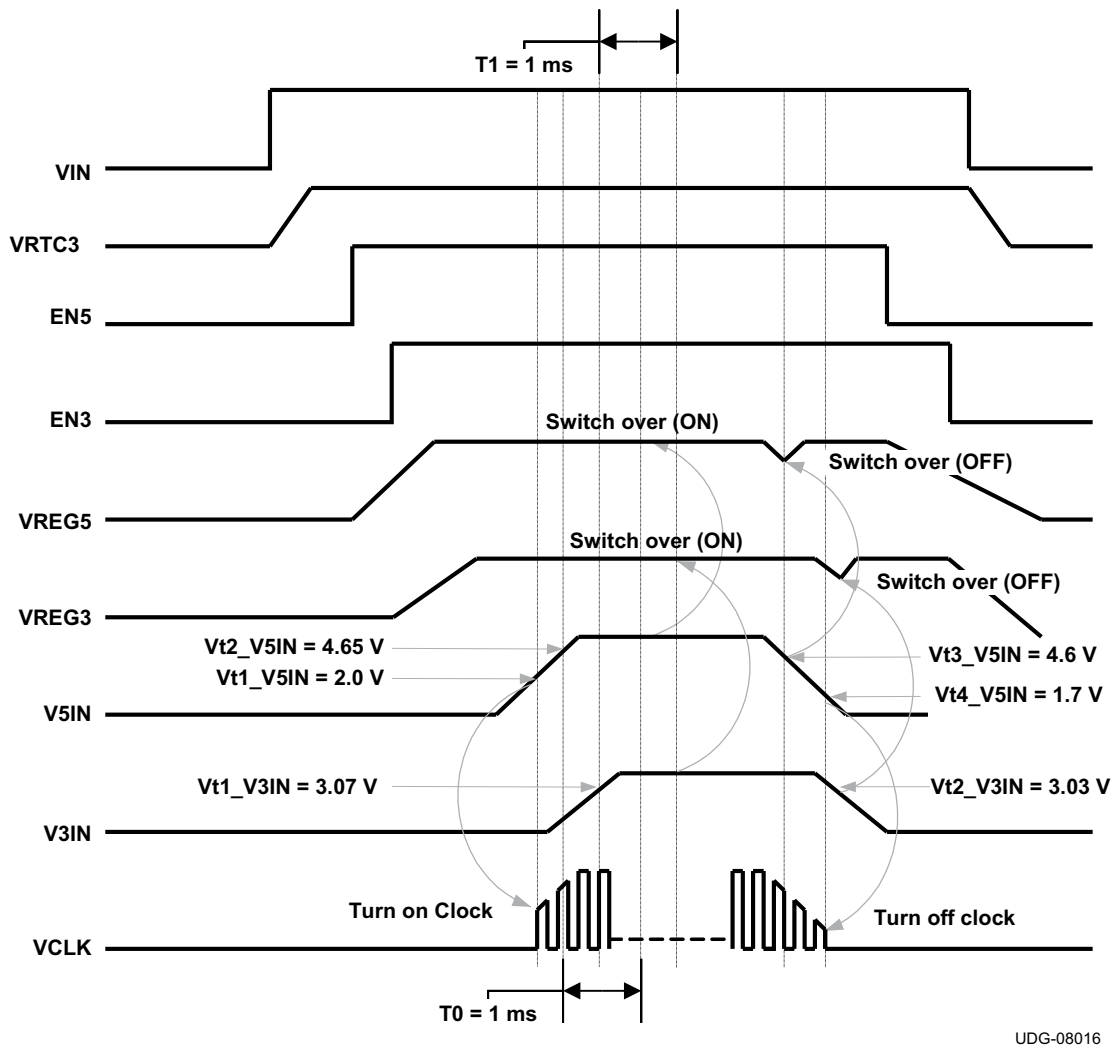 T1 = 1 ms
VIN
VRTC3
EN5
EN3
Switch over (ON)
Switch over (OFF)
VREG5
Switch over (ON)
Switch over (OFF)
VREG3
Vt2_V5IN = 4.65 V
Vt3_V5IN = 4.6 V
Vt1_V5IN = 2.0 V
Vt4_V5IN = 1.7 V
V5IN
Vt1_V3IN = 3.07 V
Vt2_V3IN = 3.03 V
V3IN
Turn on Clock
Turn off clock
VCLK
T0 = 1 ms
UDG-08016